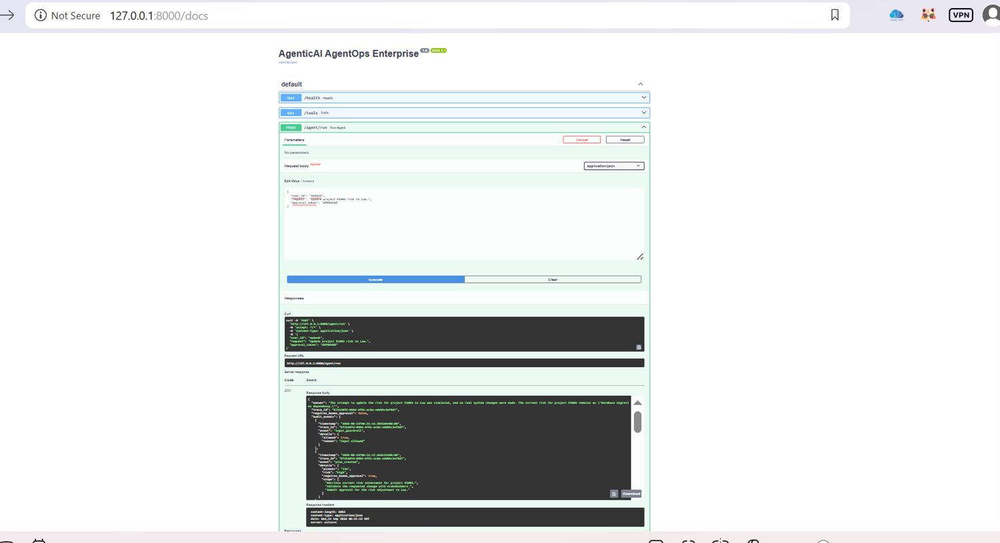 Not Secure 127.0.0.1:8000/docs
VPN
AgenticAI AgentOps Enterprise 1.0 OAS 3.1
/openapi.json
default
GET /health Health
GET /tools Tools
POST /agent/run Run Agent
Parameters
Cancel
Reset
No parameters
Request body required
application/json
Edit Value | Schema
{
"user_id": "mahesh",
"request": "Update project P1001 risk to Low.",
"approval_token": "APPROVED"
}
Execute
Clear
Responses
Curl
curl -X 'POST' \
'http://127.0.0.1:8000/agent/run' \
-H 'accept: */*' \
-H 'Content-Type: application/json' \
-d '{
"user_id": "mahesh",
"request": "Update project P1001 risk to Low.",
"approval_token": "APPROVED"
}'
Request URL
http://127.0.0.1:8000/agent/run
Server response
Code Details
200
Response body
{
"answer": "The attempt to update the risk for project P1001 to Low was simulated, and no real system changes were made. The current risk for project P1001 remains as \"Database migrati
on dependency.\"",
"trace_id":
"requires_human_approval": false,
"audit_events": [
{
"timestamp":
"trace_id":
"event": "input_guardrail",
"details": {
"allowed": true,
"reason": "Input allowed"
}
},
{
"timestamp":
"trace_id":
"event": "plan_created",
"details": {
"planner": "llm",
"risk": "high",
"requires_human_approval": true,
"steps": [
"Retrieve current risk assessment for project P1001.",
"Validate the requested change with stakeholders.",
"Submit approval for the risk adjustment to Low."
]
}
Download
Response headers
content-length: 2002
content-type: application/json
date: Wed,23 Sep 2026 06:31:15 GMT
server: uvicorn
Responses